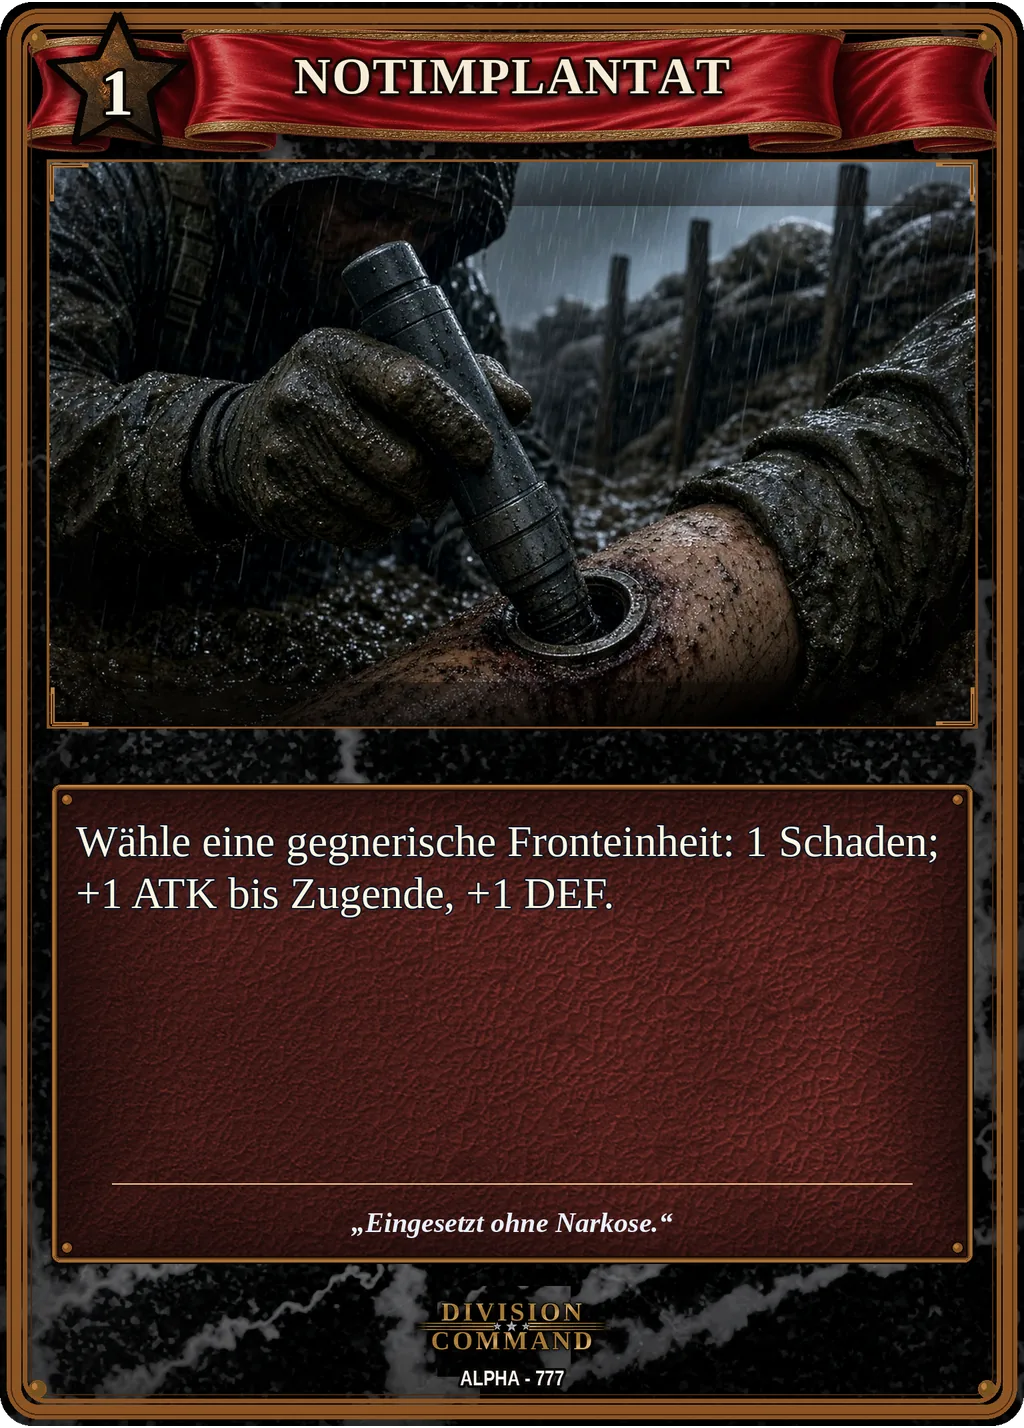 1
NOTIMPLANTAT
Wähle eine gegnerische Fronteinheit: 1 Schaden;
+1 ATK bis Zugende, +1 DEF.
„Eingesetzt ohne Narkose.“
DIVISION
COMMAND
ALPHA - 777